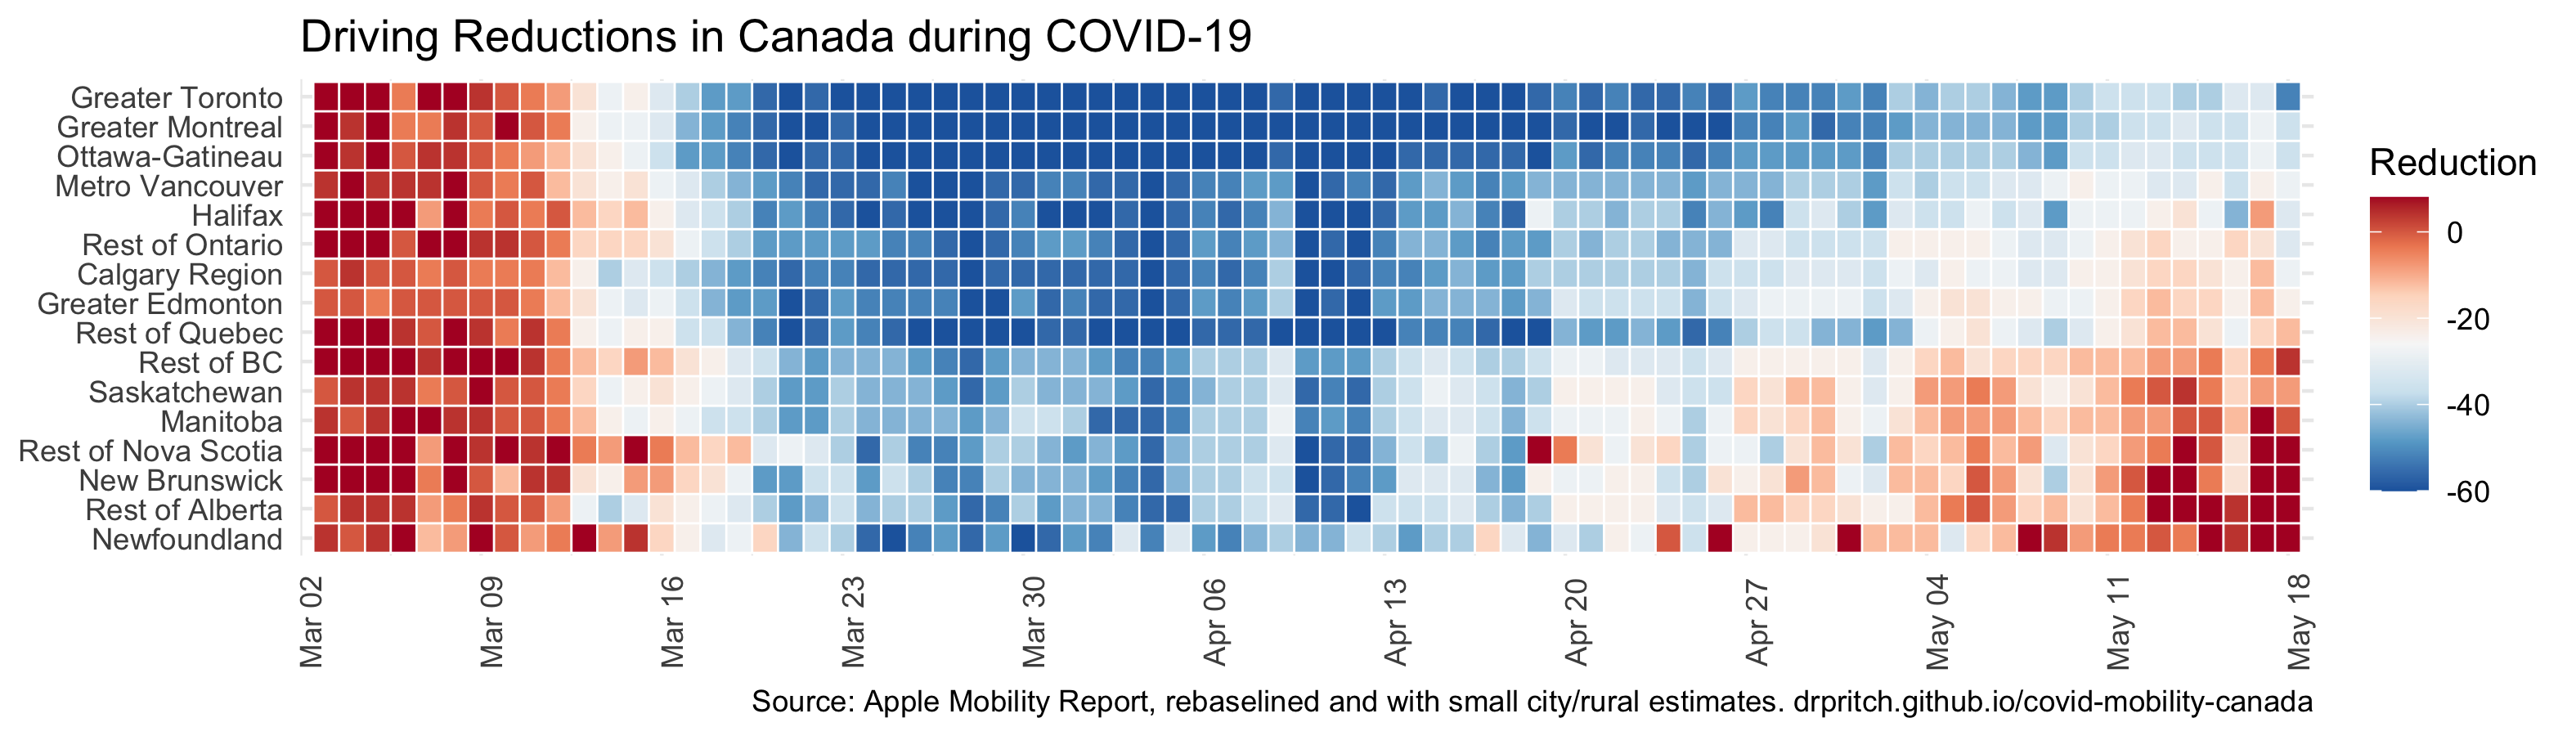 Driving Reductions in Canada during COVID-19
Greater Toronto
Greater Montreal
Ottawa-Gatineau
Metro Vancouver
Halifax
Rest of Ontario
Calgary Region
Greater Edmonton
Rest of Quebec
Rest of BC
Saskatchewan
Manitoba
Rest of Nova Scotia
New Brunswick
Rest of Alberta
Newfoundland
Mar 02
Mar 09
Mar 16
Mar 23
Mar 30
Apr 06
Apr 13
Apr 20
Apr 27
May 04
May 11
May 18
Reduction
0
-20
-40
-60
Source: Apple Mobility Report, rebaselined and with small city/rural estimates. drpritch.github.io/covid-mobility-canada